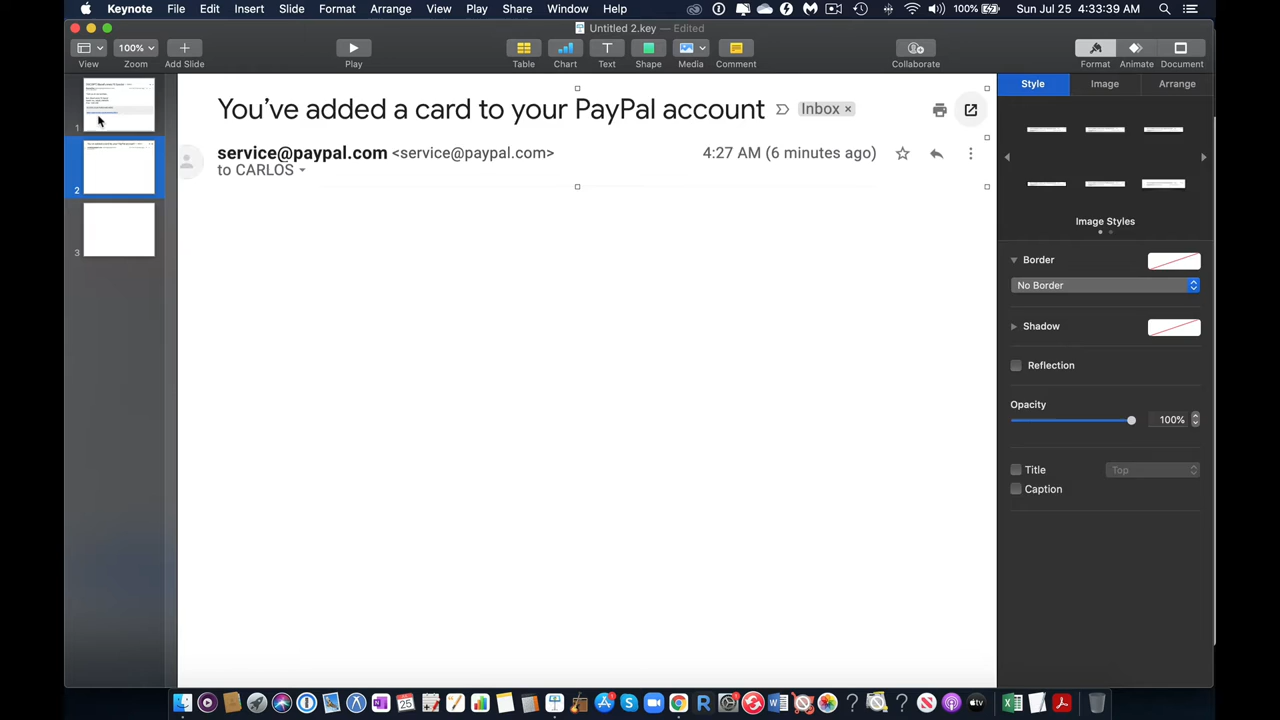 Keynote File Edit Insert Slide Format Arrange View Play Share Window Help 100% Sun Jul 25 4:33:39 AM
Untitled 2.key — Edited
100%
View Zoom Add Slide Play Table Chart Text Shape Media Comment Collaborate Format Animate Document
Style Image Arrange
You've added a card to your PayPal account Inbox ×
service@paypal.com <service@paypal.com> 4:27 AM (6 minutes ago)
to CARLOS
1
2
3
Image Styles
Border
No Border
Shadow
Reflection
Opacity
100%
Title Top
Caption